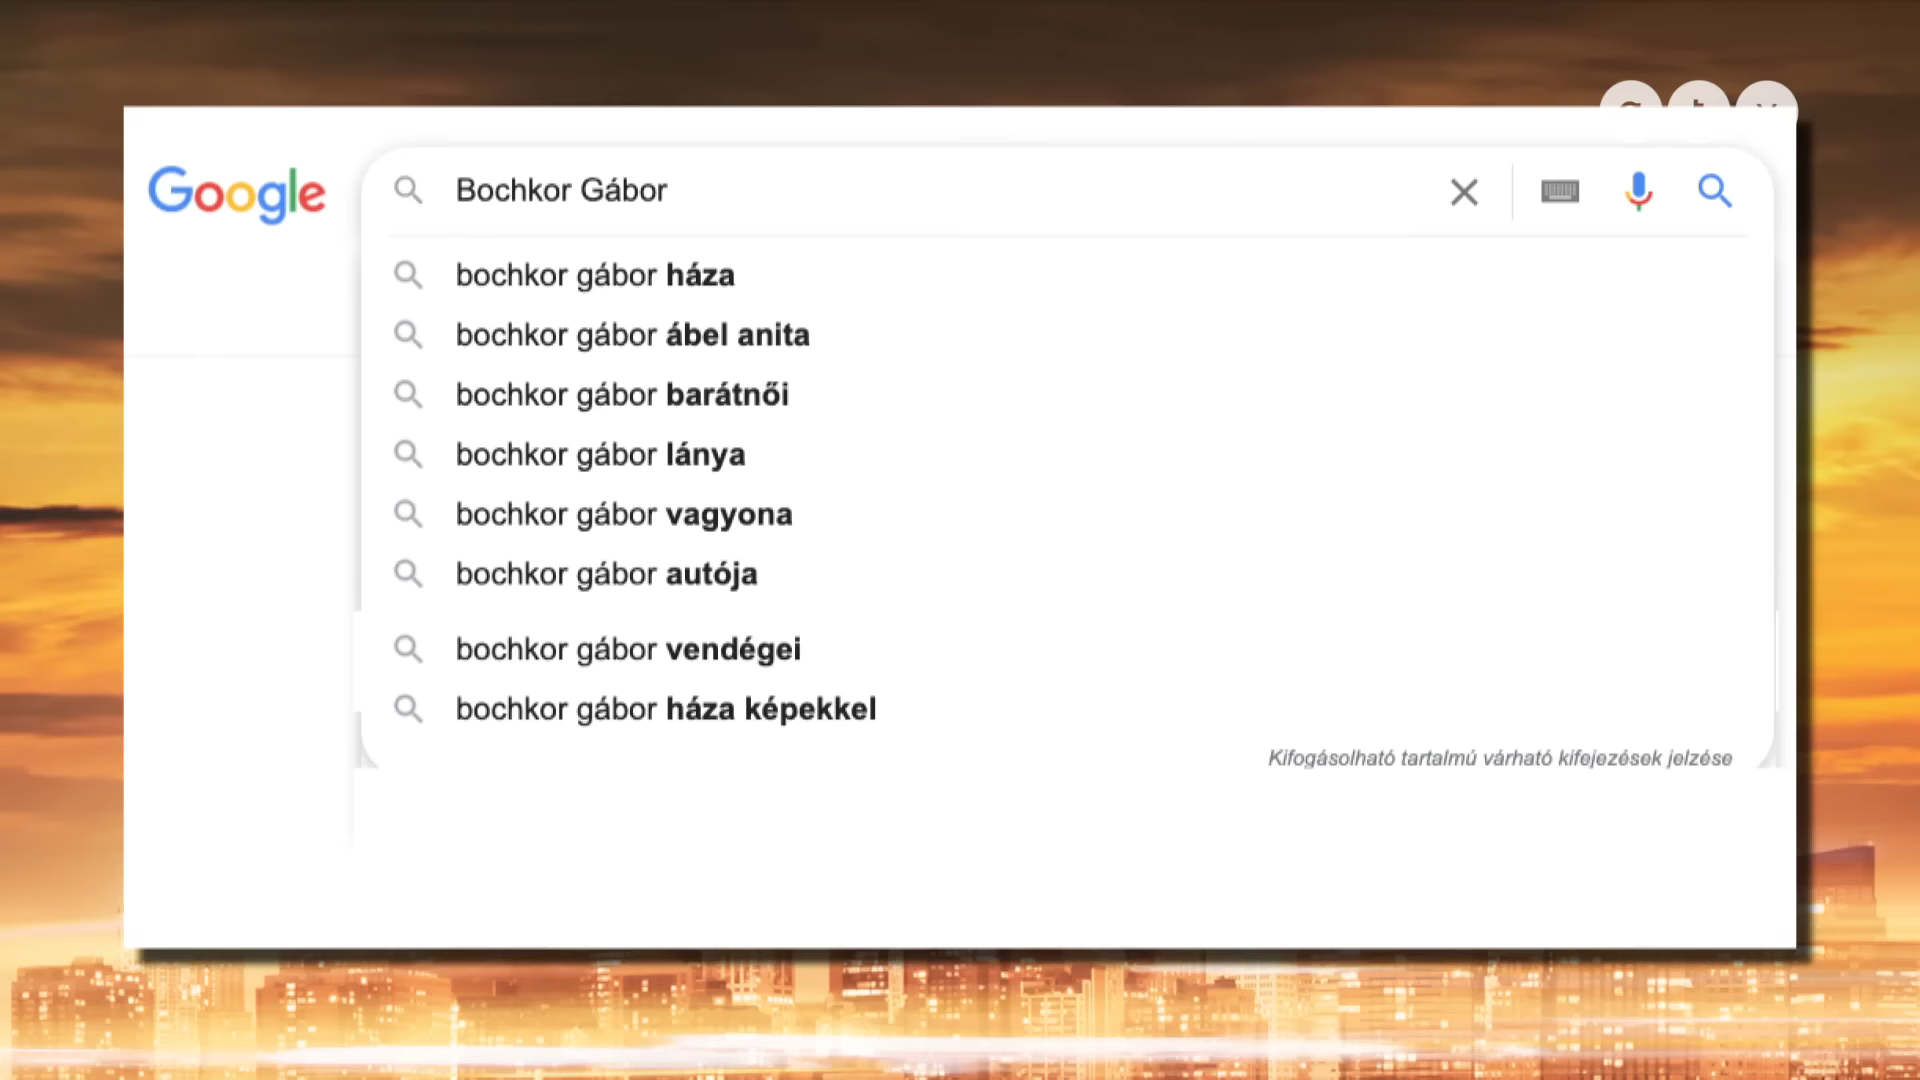 Google
Bochkor Gábor
bochkor gábor háza
bochkor gábor ábel anita
bochkor gábor barátnői
bochkor gábor lánya
bochkor gábor vagyona
bochkor gábor autója
bochkor gábor vendégei
bochkor gábor háza képekkel
Kifogásolható tartalmú várható kifejezések jelzése